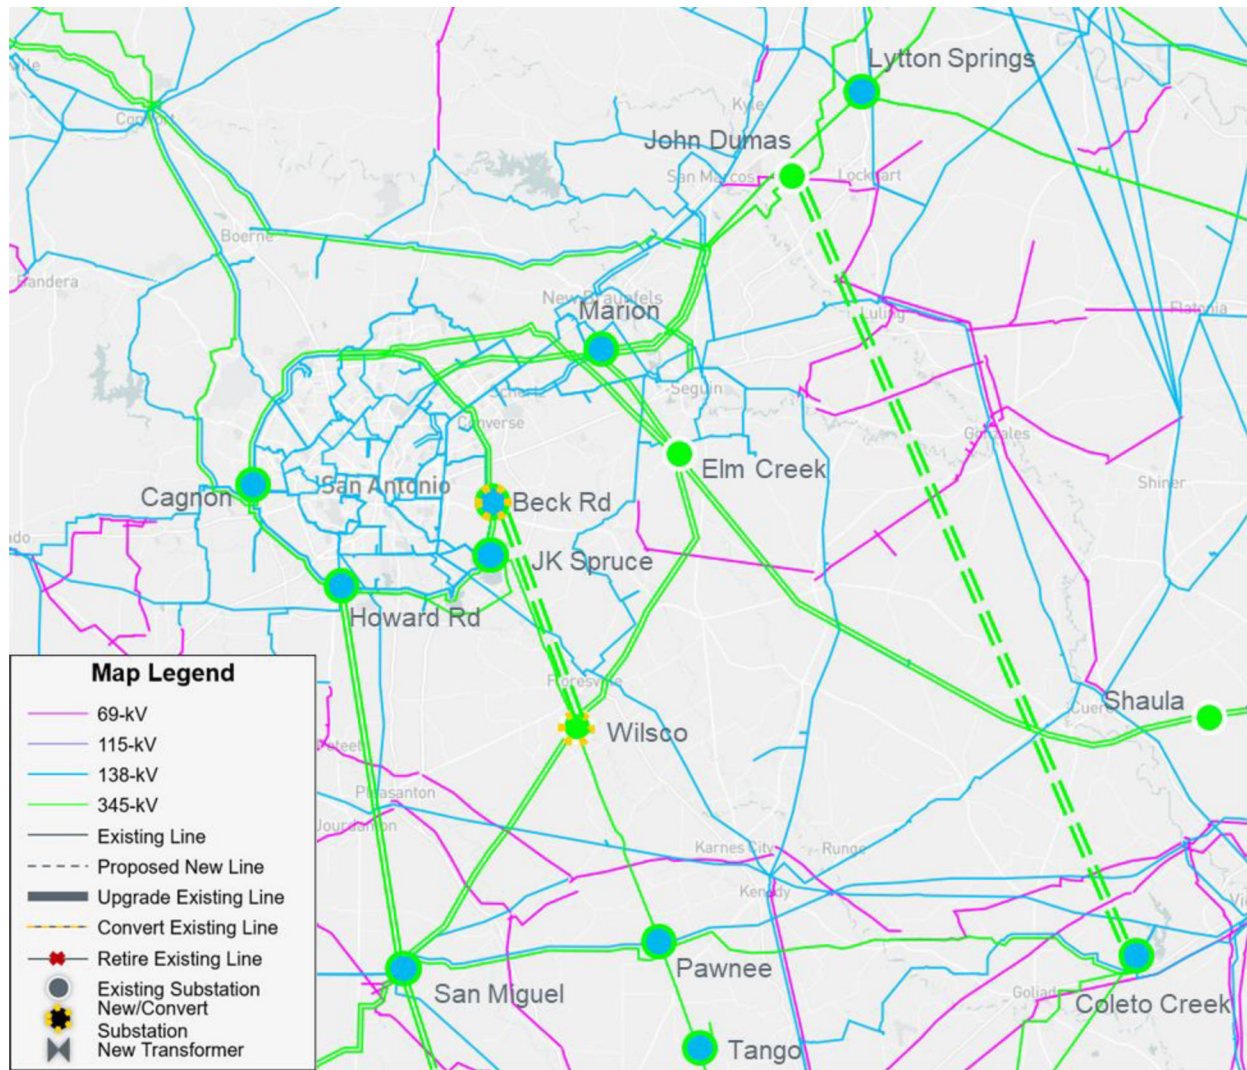 Lytton Springs
Kyle
John Dumas
San Marcos
Lockhart
Comfort
Boerne
Bandera
New Braunfels
Marion
Luling
Flatonia
Seguin
Schertz
Converse
Gonzales
Elm Creek
San Antonio
Cagnon
Beck Rd
Shiner
JK Spruce
Howard Rd
Floresville
Cuero
Shaula
Wilsco
Poteet
Pleasanton
Jourdanton
Karnes City
Runge
Kenedy
Pawnee
San Miguel
Goliad
Coleto Creek
Tango
Map Legend
69-kV
115-kV
138-kV
345-kV
Existing Line
Proposed New Line
Upgrade Existing Line
Convert Existing Line
Retire Existing Line
Existing Substation
New/Convert
Substation
New Transformer